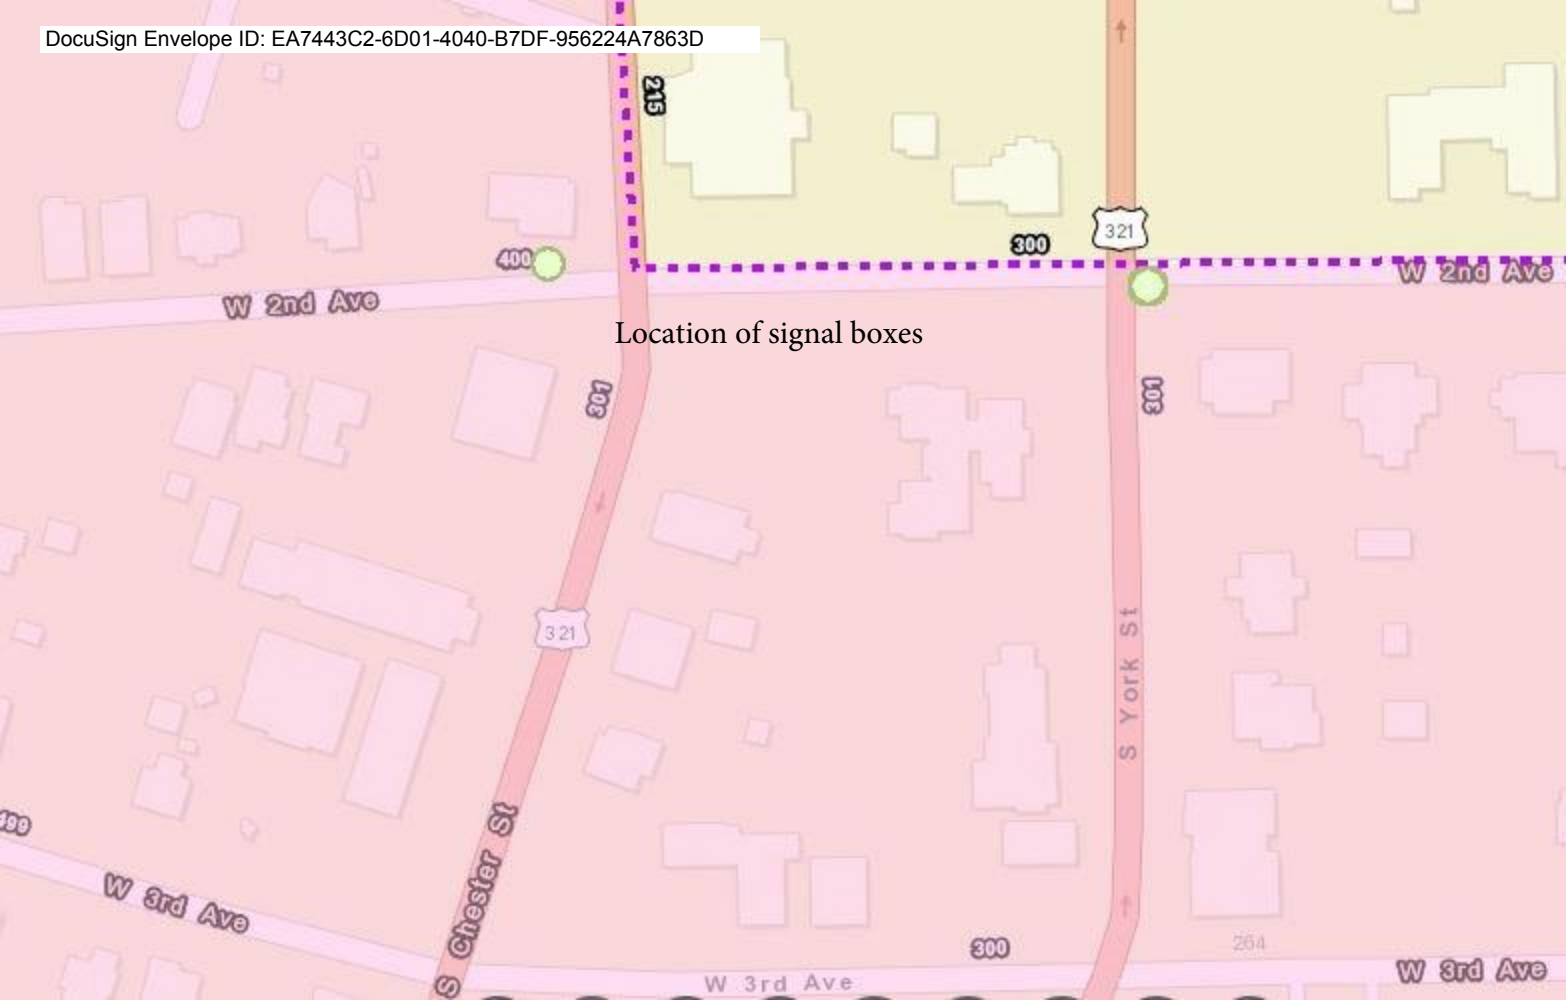 DocuSign Envelope ID: EA7443C2-6D01-4040-B7DF-956224A7863D
215
321
300
400
W 2nd Ave
W 2nd Ave
Location of signal boxes
301
301
321
S York St
499
S Chester St
W 3rd Ave
300
264
W 3rd Ave
W 3rd Ave